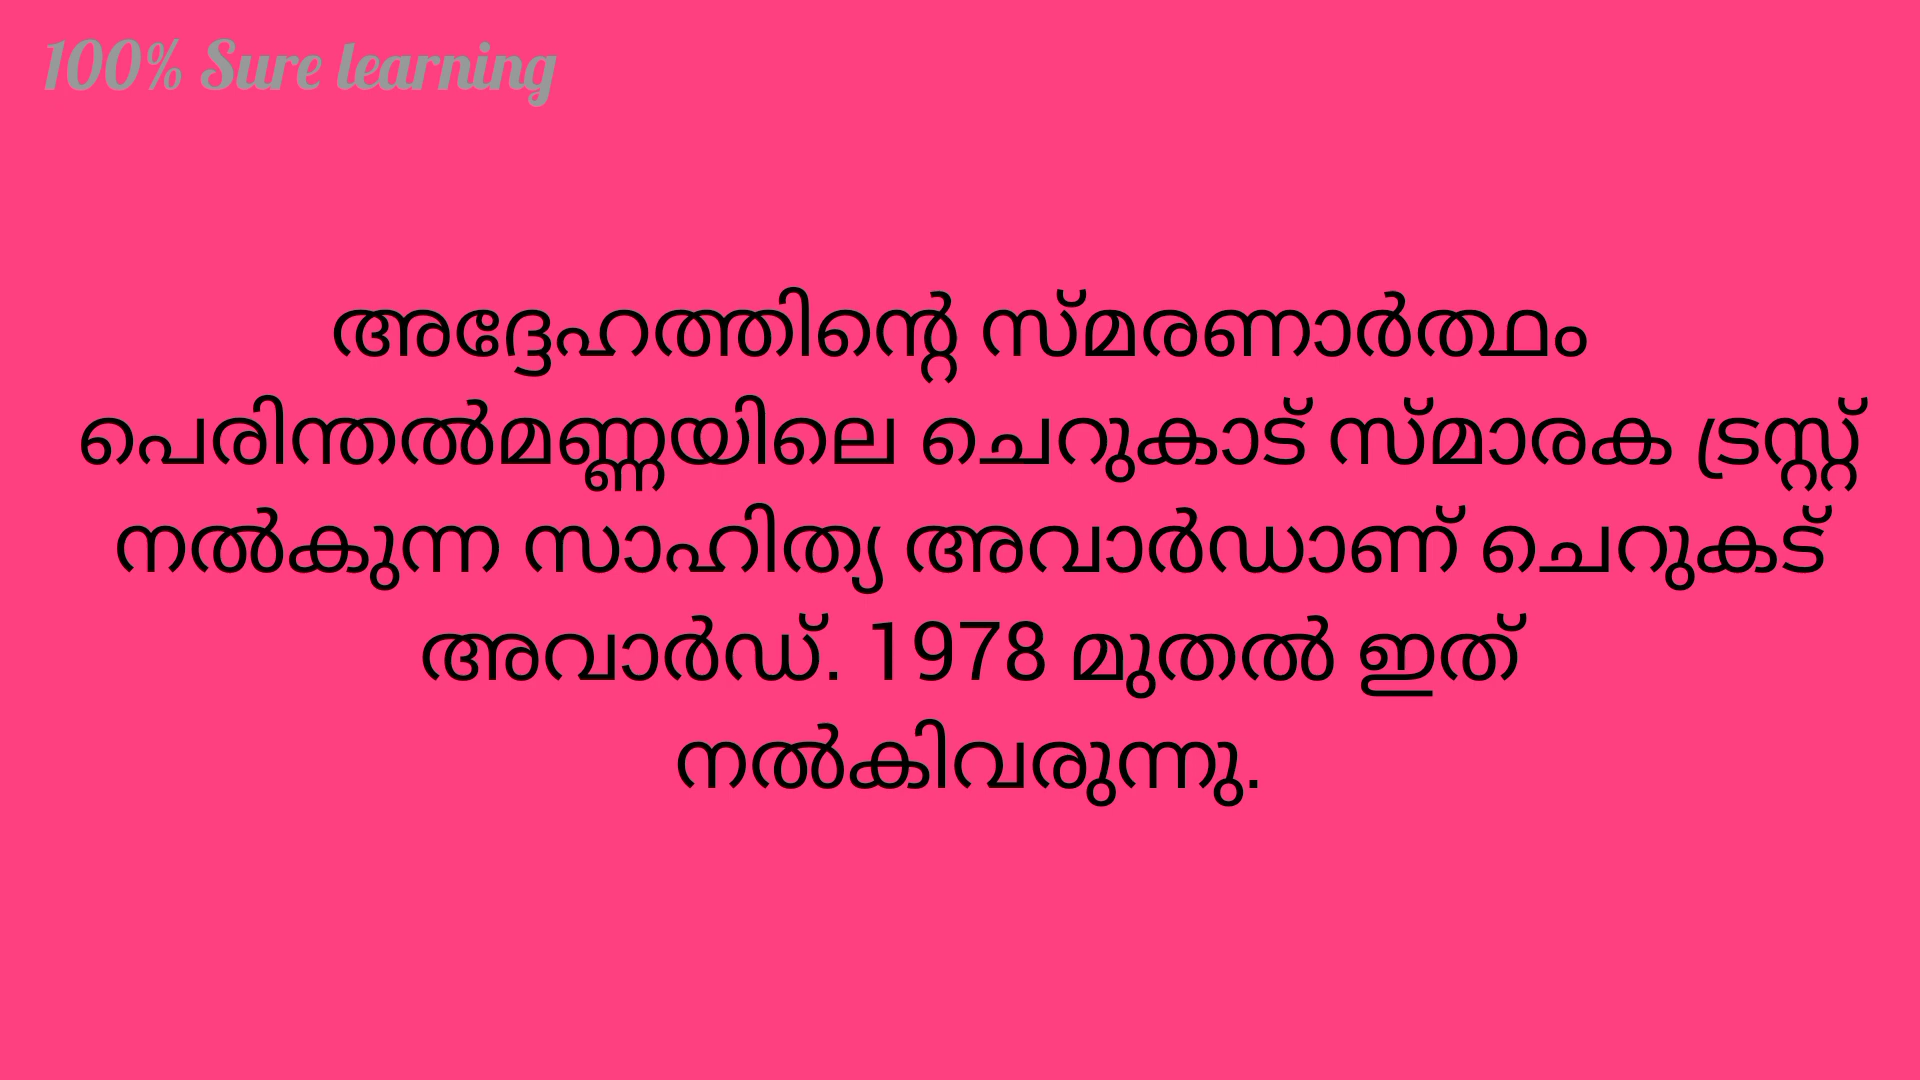 100% Sure learning
അദ്ദേഹത്തിന്റെ സ്മരണാർത്ഥം
പെരിന്തൽമണ്ണയിലെ ചെറുകാട് സ്മാരക ട്രസ്റ്റ്
നൽകുന്ന സാഹിത്യ അവാർഡാണ് ചെറുകട്
അവാർഡ്. 1978 മുതൽ ഇത്
നൽകിവരുന്നു.